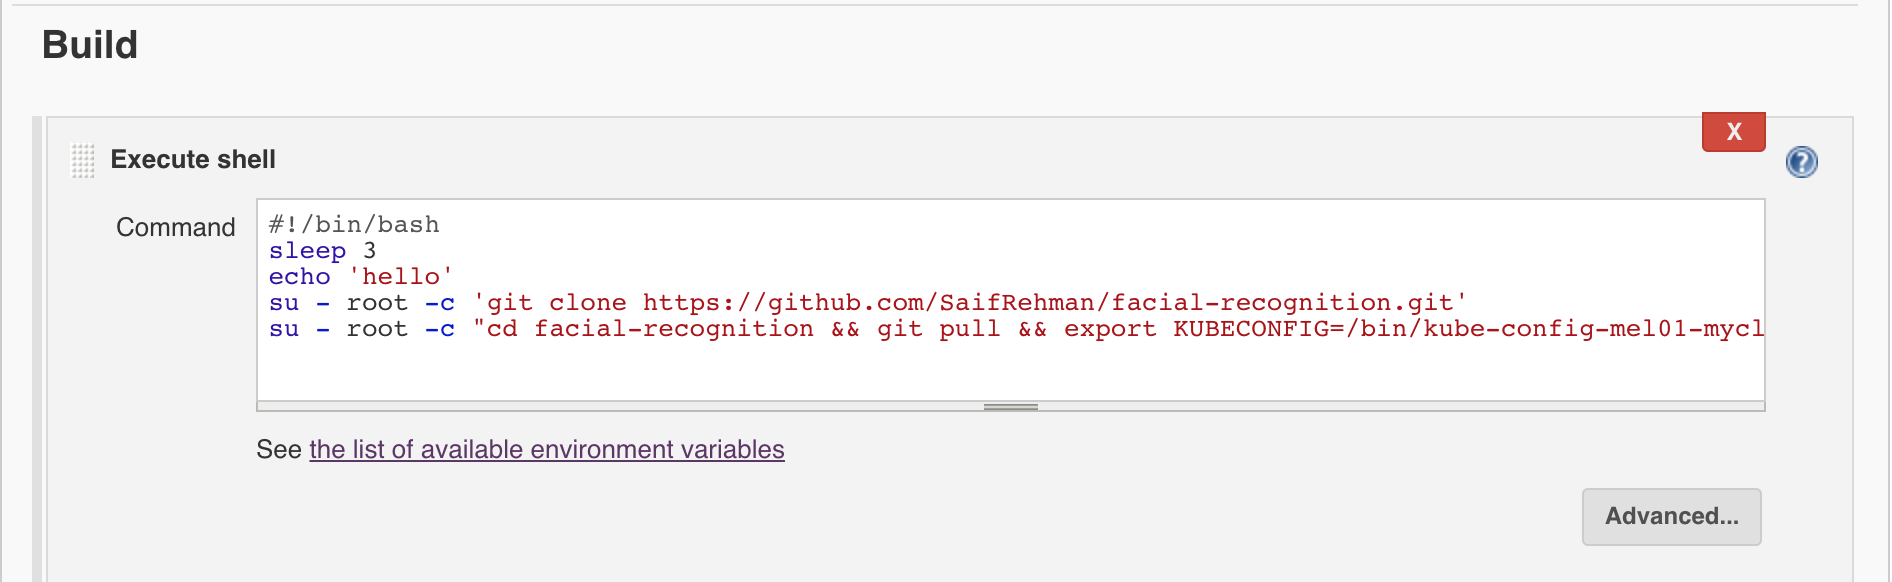 Build
X
Execute shell
?
Command
#!/bin/bash
sleep 3
echo 'hello'
su - root -c 'git clone https://github.com/SaifRehman/facial-recognition.git'
su - root -c "cd facial-recognition && git pull && export KUBECONFIG=/bin/kube-config-mel01-mycl
See the list of available environment variables
Advanced...